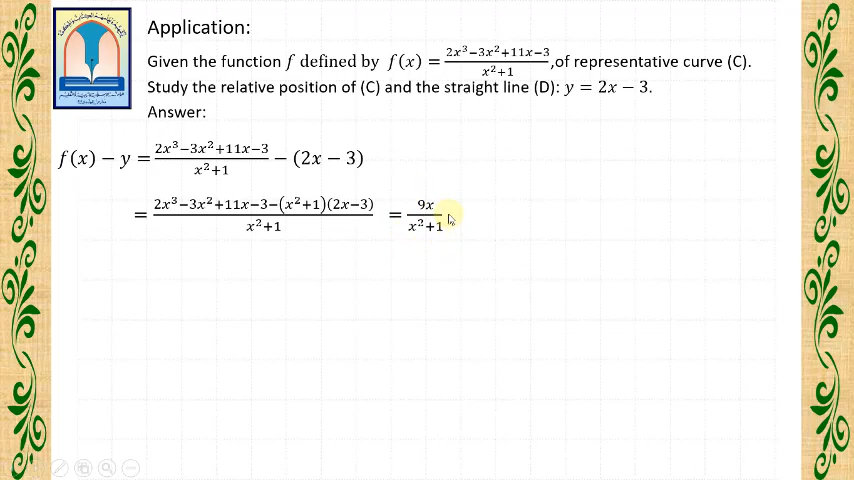 Application:
Given the function f defined by f(x) = (2x³−3x²+11x−3)/(x²+1) ,of representative curve (C).
Study the relative position of (C) and the straight line (D): y = 2x − 3.
Answer:
f(x) − y = (2x³−3x²+11x−3)/(x²+1) − (2x − 3)
= (2x³−3x²+11x−3−(x²+1)(2x−3))/(x²+1) = 9x/(x²+1)